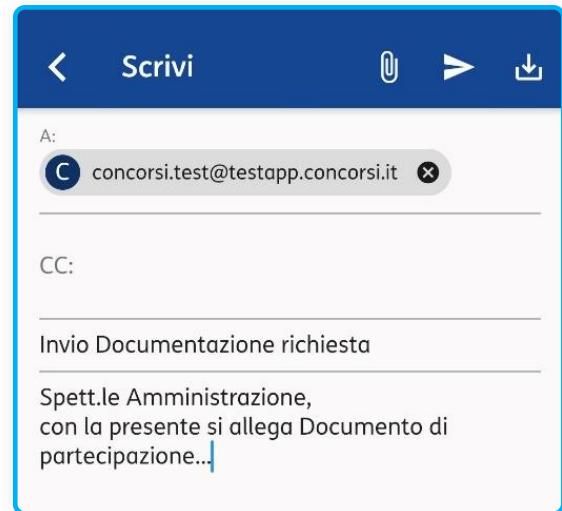 Scrivi
A:
C concorsi.test@testapp.concorsi.it
CC:
Invio Documentazione richiesta
Spett.le Amministrazione,
con la presente si allega Documento di
partecipazione...